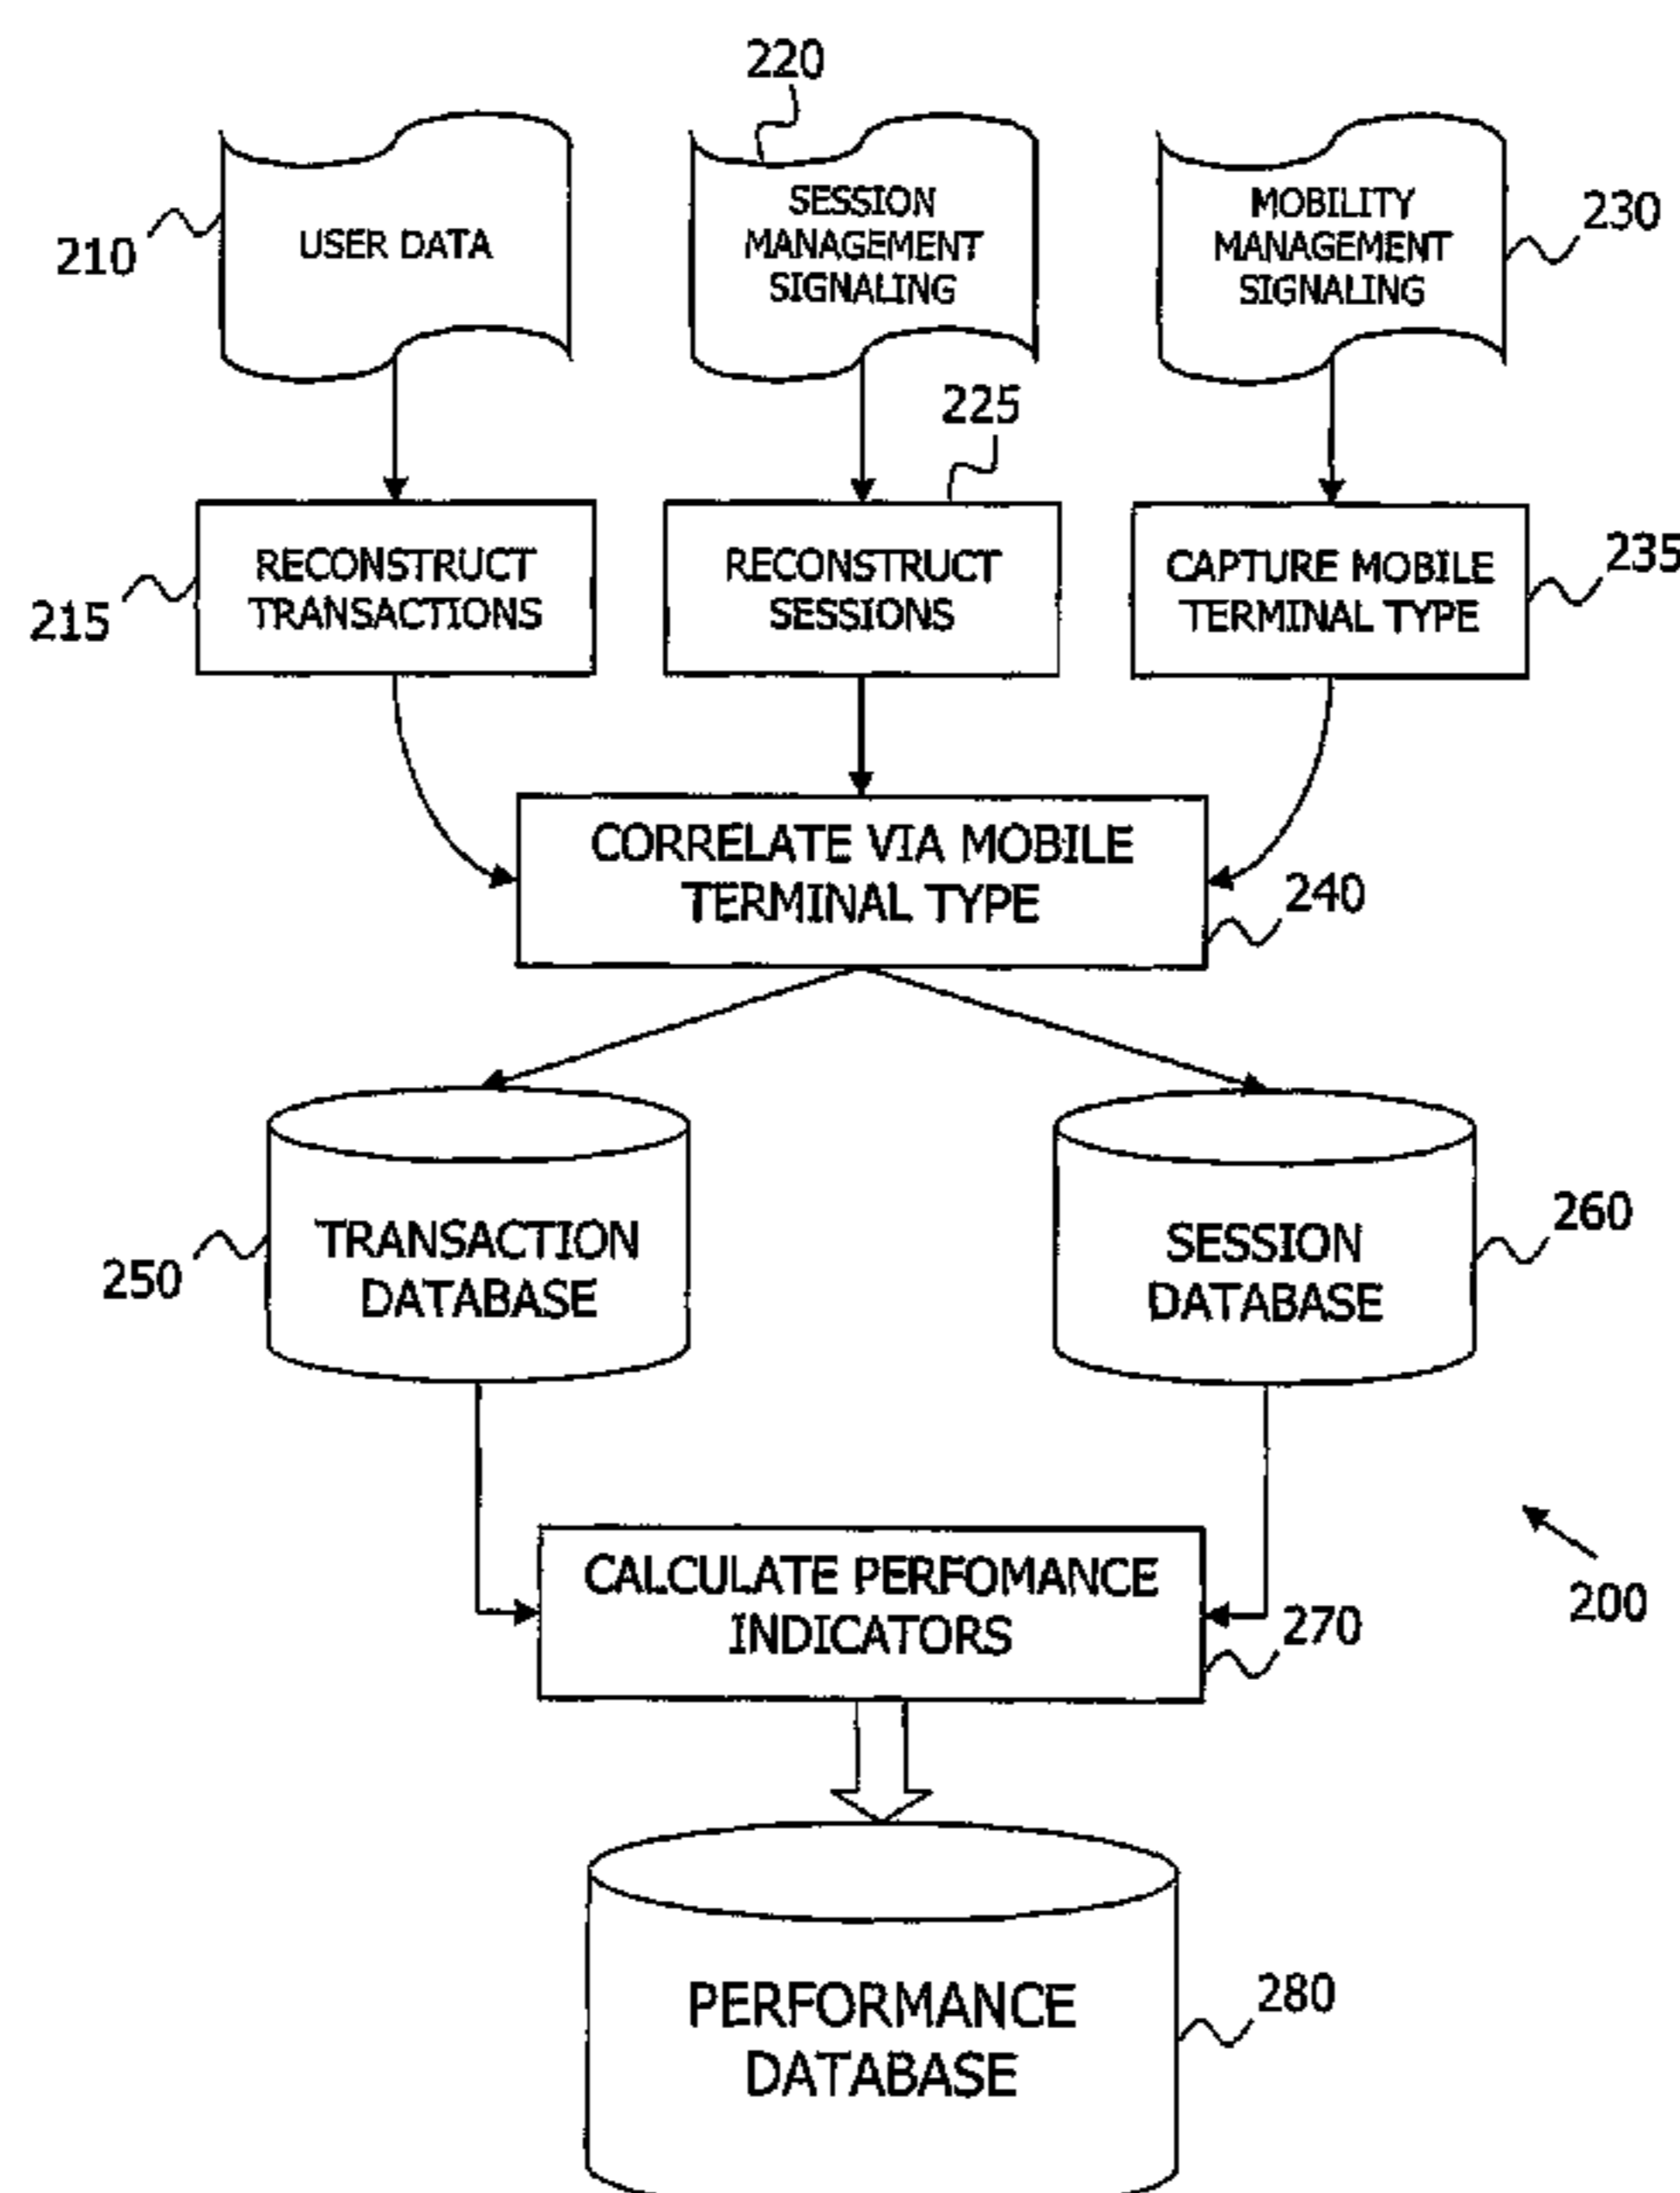 220
210
USER DATA
SESSION
MANAGEMENT
SIGNALING
MOBILITY
MANAGEMENT
SIGNALING
230
225
215
RECONSTRUCT
TRANSACTIONS
RECONSTRUCT
SESSIONS
CAPTURE MOBILE
TERMINAL TYPE
235
CORRELATE VIA MOBILE
TERMINAL TYPE
240
250
TRANSACTION
DATABASE
SESSION
DATABASE
260
CALCULATE PERFOMANCE
INDICATORS
270
200
PERFORMANCE
DATABASE
280